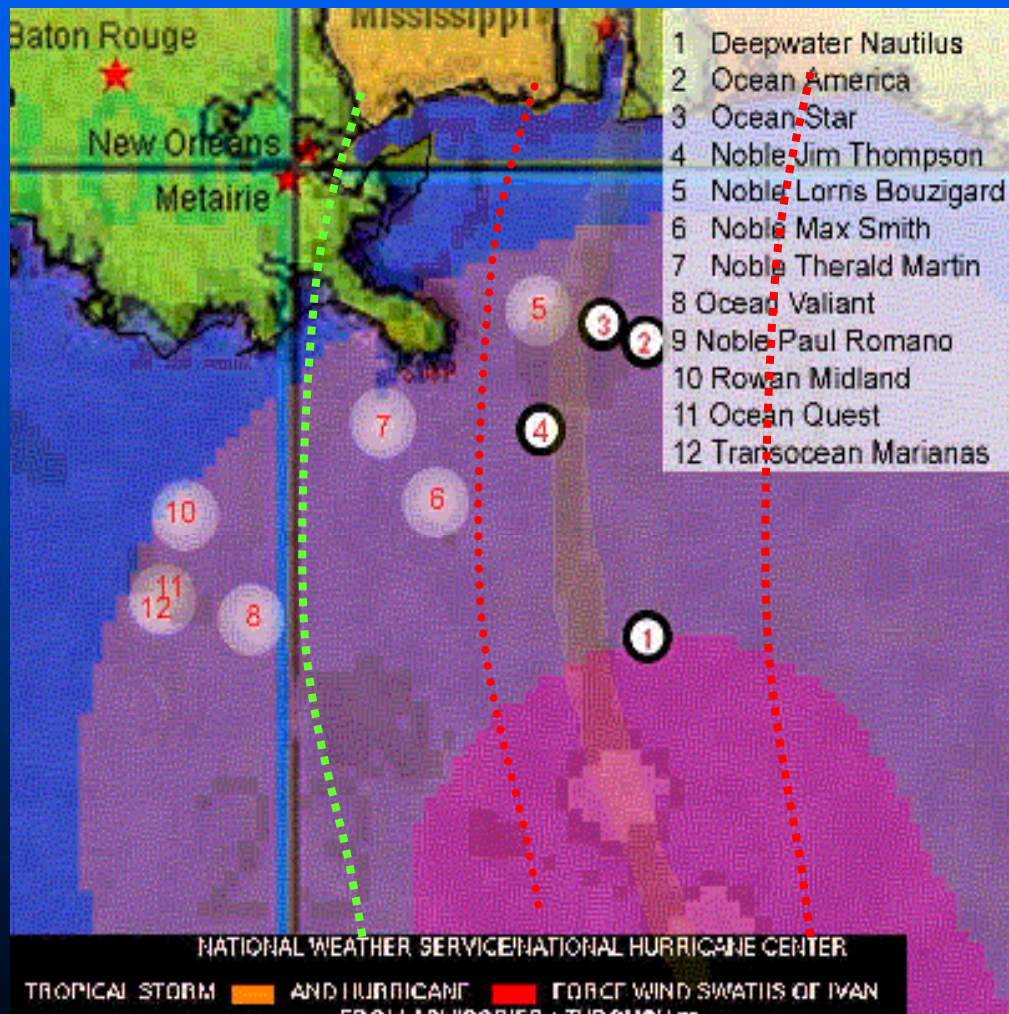 Mississippi
Baton Rouge
New Orleans
Metairie
1 Deepwater Nautilus
2 Ocean America
3 Ocean Star
4 Noble Jim Thompson
5 Noble Lorris Bouzigard
6 Noble Max Smith
7 Noble Therald Martin
8 Ocean Valiant
9 Noble Paul Romano
10 Rowan Midland
11 Ocean Quest
12 Transocean Marianas
5
3
2
7
4
6
10
11
12
8
1
NATIONAL WEATHER SERVICE/NATIONAL HURRICANE CENTER
TROPICAL STORM AND HURRICANE FORCE WIND SWATHS OF IVAN